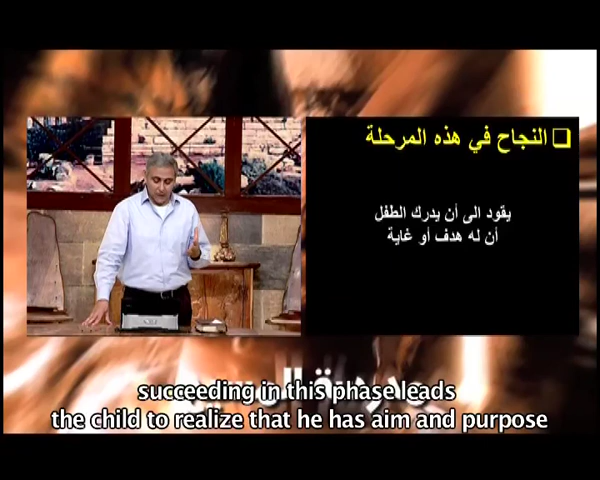 ❑ النجاح في هذه المرحلة
يقود الى أن يدرك الطفل
أن له هدف أو غاية
succeeding in this phase leads
the child to realize that he has aim and purpose